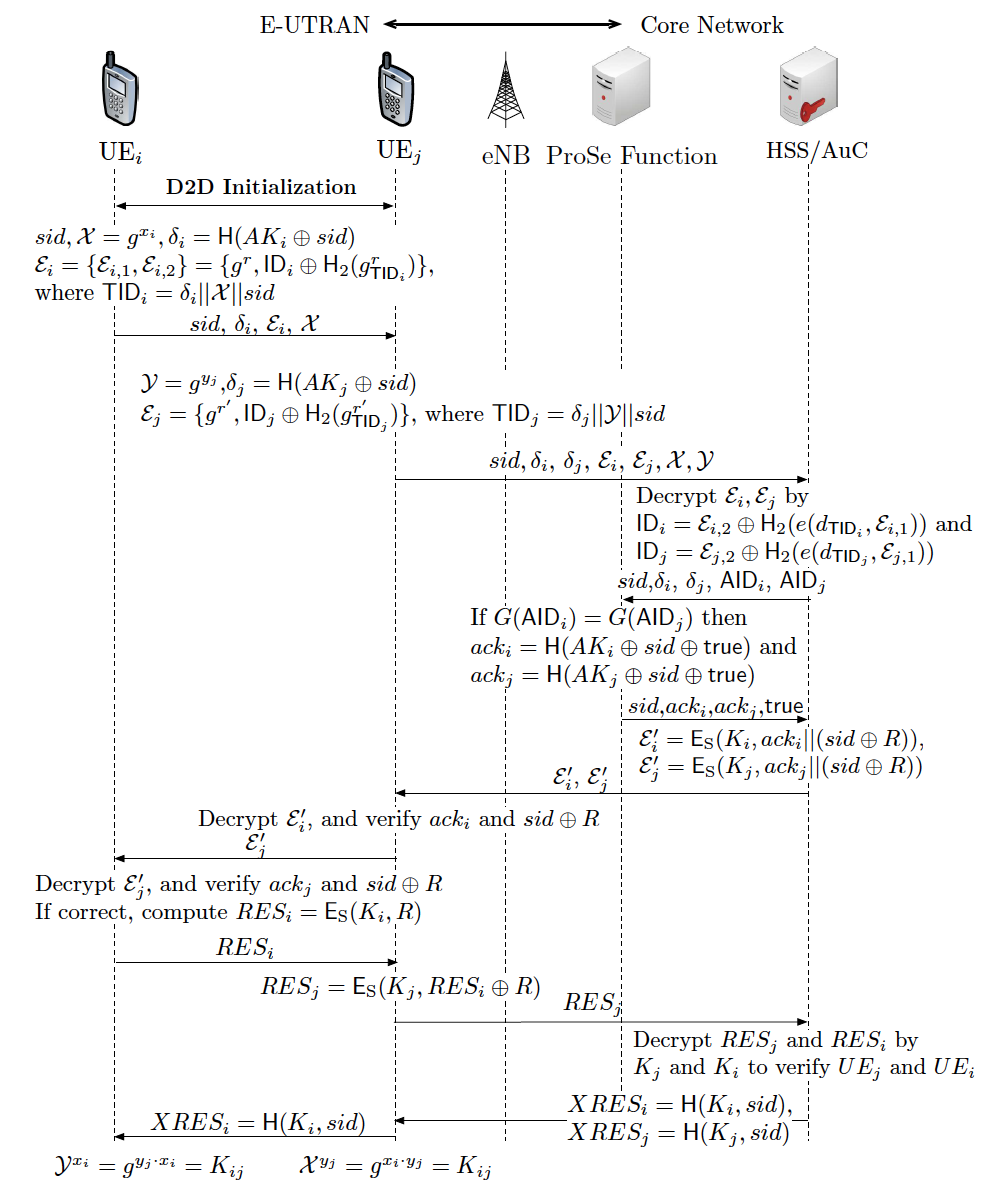 E-UTRAN Core Network
UEᵢ UEⱼ eNB ProSe Function HSS/AuC
D2D Initialization
sid, 𝒳 = g^{x_i}, δ_i = H(AK_i ⊕ sid)
ℰ_i = {ℰ_{i,1}, ℰ_{i,2}} = {g^r, ID_i ⊕ H_2(g^r_{TID_i})},
where TID_i = δ_i||𝒳||sid
sid, δ_i, ℰ_i, 𝒳
𝒴 = g^{y_j}, δ_j = H(AK_j ⊕ sid)
ℰ_j = {g^{r′}, ID_j ⊕ H_2(g^{r′}_{TID_j})}, where TID_j = δ_j||𝒴||sid
sid, δ_i, δ_j, ℰ_i, ℰ_j, 𝒳, 𝒴
Decrypt ℰ_i, ℰ_j by
ID_i = ℰ_{i,2} ⊕ H_2(e(d_{TID_i}, ℰ_{i,1})) and
ID_j = ℰ_{j,2} ⊕ H_2(e(d_{TID_j}, ℰ_{j,1}))
sid,δ_i, δ_j, AID_i, AID_j
If G(AID_i) = G(AID_j) then
ack_i = H(AK_i ⊕ sid ⊕ true) and
ack_j = H(AK_j ⊕ sid ⊕ true)
sid,ack_i,ack_j,true
ℰ′_i = E_S(K_i, ack_i||(sid ⊕ R)),
ℰ′_j = E_S(K_j, ack_j||(sid ⊕ R))
ℰ′_i, ℰ′_j
Decrypt ℰ′_i, and verify ack_i and sid ⊕ R
ℰ′_j
Decrypt ℰ′_j, and verify ack_j and sid ⊕ R
If correct, compute RES_i = E_S(K_i, R)
RES_i
RES_j = E_S(K_j, RES_i ⊕ R)
RES_j
Decrypt RES_j and RES_i by
K_j and K_i to verify UE_j and UE_i
XRES_i = H(K_i, sid),
XRES_j = H(K_j, sid)
XRES_i = H(K_i, sid)
𝒴^{x_i} = g^{y_j·x_i} = K_{ij} 𝒳^{y_j} = g^{x_i·y_j} = K_{ij}